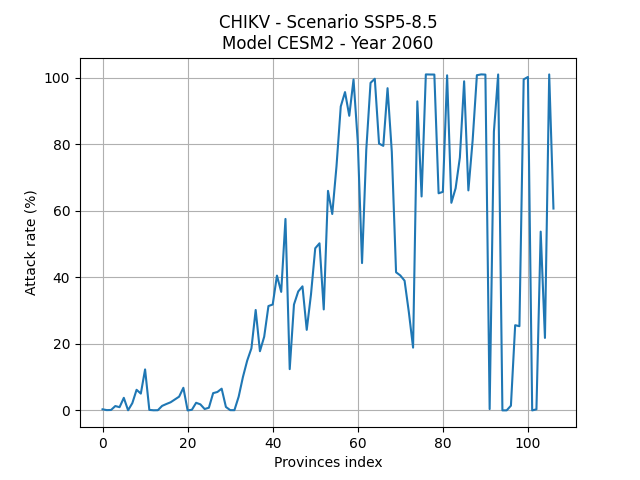 CHIKV - Scenario SSP5-8.5
Model CESM2 - Year 2060
Attack rate (%)
100
80
60
40
20
0
0 20 40 60 80 100
Provinces index